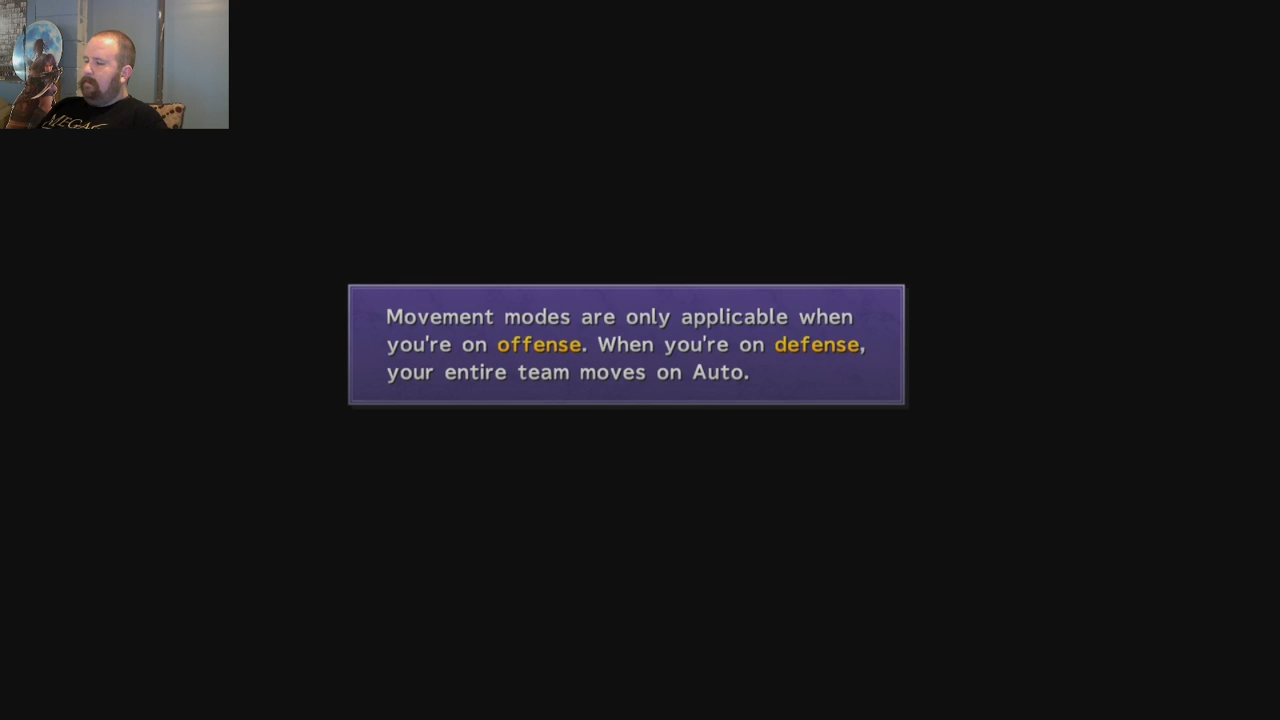 MEGA
Movement modes are only applicable when
you're on offense. When you're on defense,
your entire team moves on Auto.